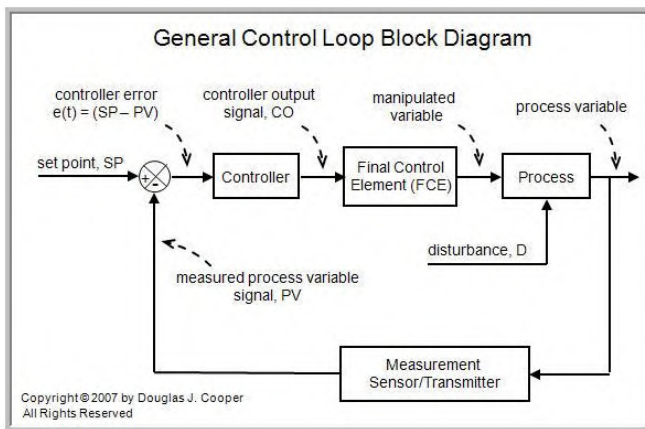 General Control Loop Block Diagram
controller error
e(t) = (SP – PV)
controller output
signal, CO
manipulated
variable
process variable
set point, SP
+
-
Controller
Final Control
Element (FCE)
Process
disturbance, D
measured process variable
signal, PV
Measurement
Sensor/Transmitter
Copyright © 2007 by Douglas J. Cooper
All Rights Reserved